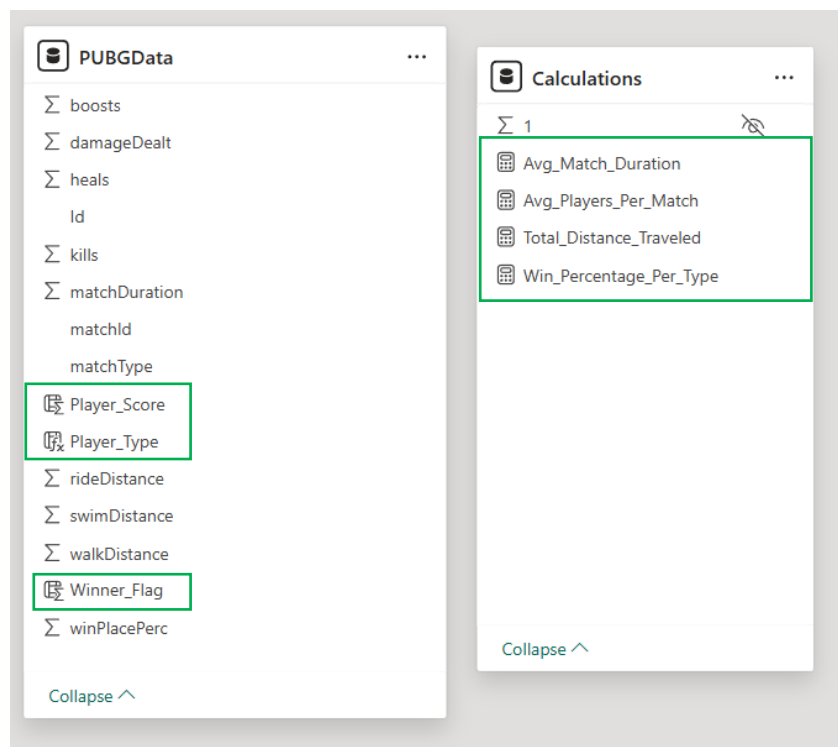 PUBGData
...
boosts
damageDealt
heals
Id
kills
matchDuration
matchId
matchType
Player_Score
Player_Type
rideDistance
swimDistance
walkDistance
Winner_Flag
winPlacePerc
Collapse
Calculations
...
1
Avg_Match_Duration
Avg_Players_Per_Match
Total_Distance_Traveled
Win_Percentage_Per_Type
Collapse